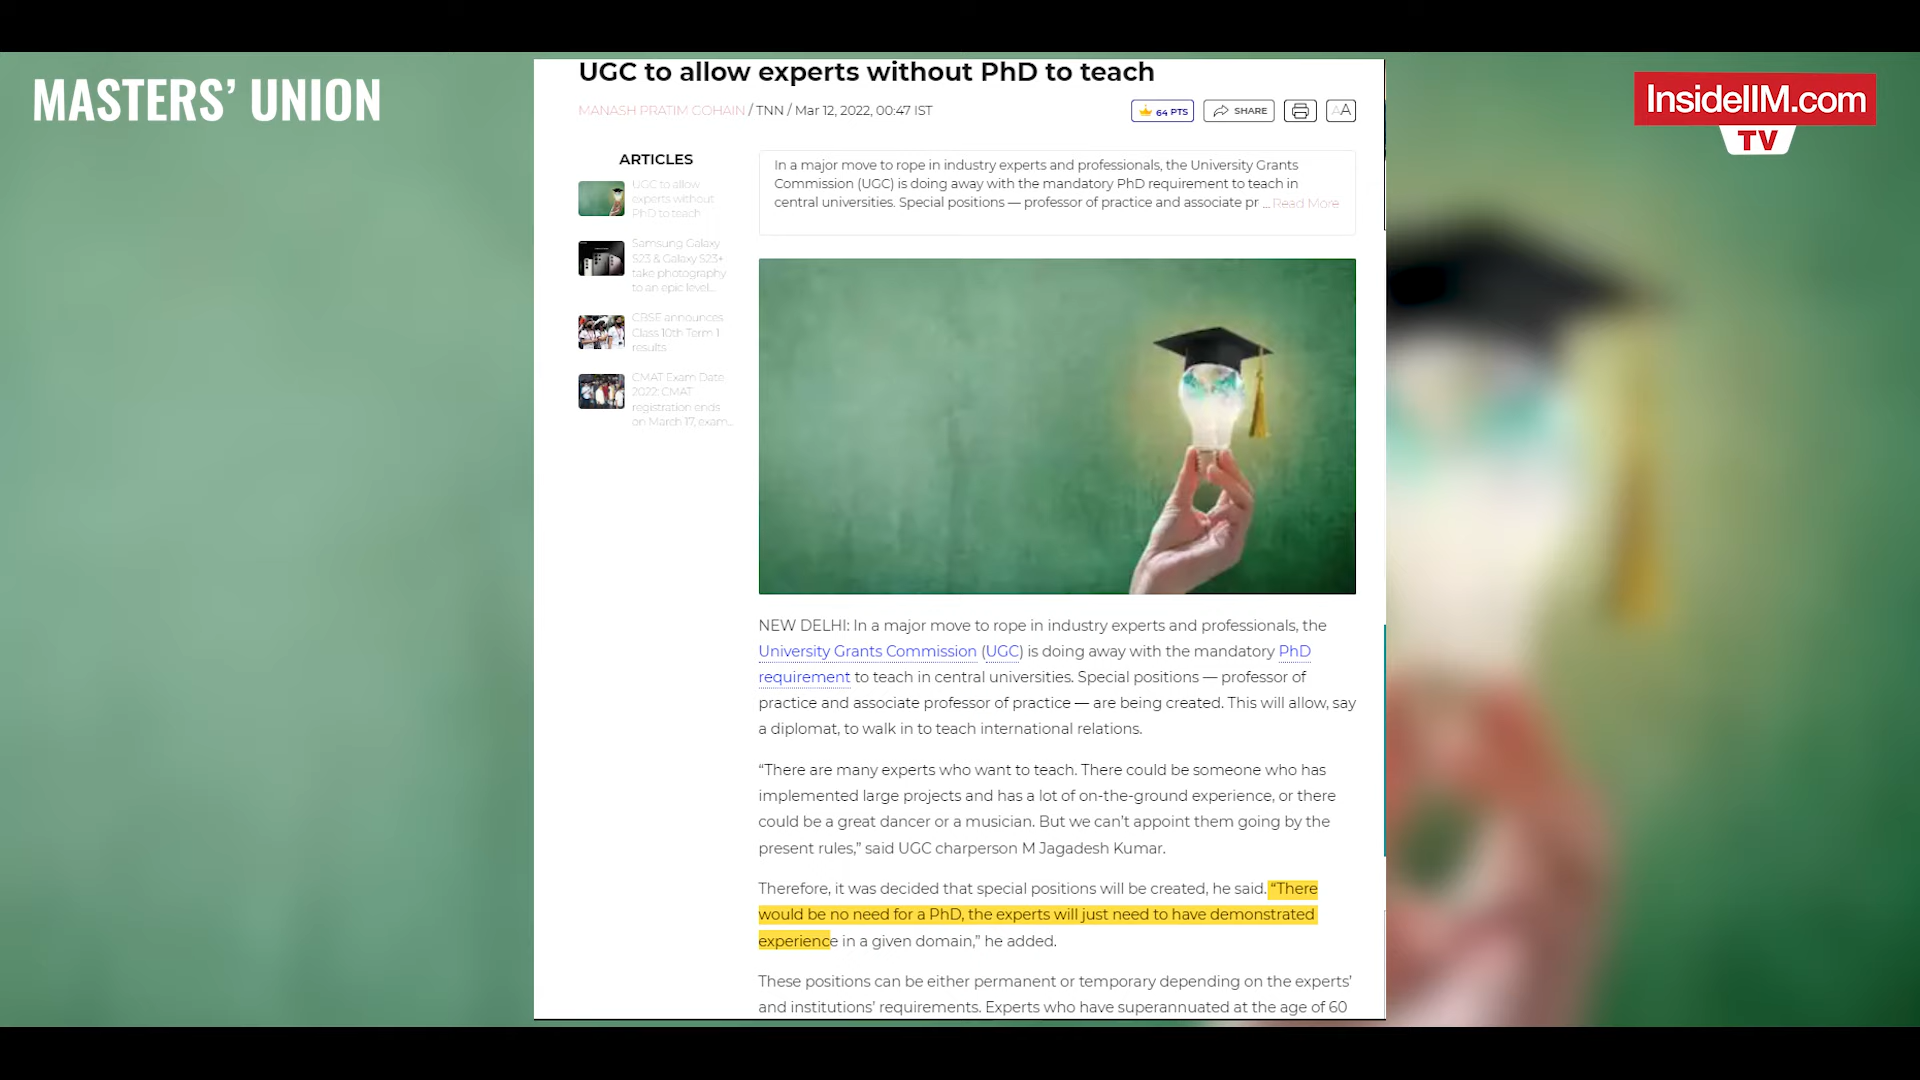 MASTERS’ UNION
InsideIIM.com
TV
UGC to allow experts without PhD to teach
MANASH PRATIM GOHAIN / TNN / Mar 12, 2022, 00:47 IST
64 PTS
SHARE
AA
ARTICLES
UGC to allow
experts without
PhD to teach
Samsung Galaxy
S23 & Galaxy S23+
take photography
to an epic level...
CBSE announces
Class 10th Term 1
results
CMAT Exam Date
2022: CMAT
registration ends
on March 17, exam...
In a major move to rope in industry experts and professionals, the University Grants
Commission (UGC) is doing away with the mandatory PhD requirement to teach in
central universities. Special positions — professor of practice and associate pr ... Read More
NEW DELHI: In a major move to rope in industry experts and professionals, the
University Grants Commission (UGC) is doing away with the mandatory PhD
requirement to teach in central universities. Special positions — professor of
practice and associate professor of practice — are being created. This will allow, say
a diplomat, to walk in to teach international relations.
“There are many experts who want to teach. There could be someone who has
implemented large projects and has a lot of on-the-ground experience, or there
could be a great dancer or a musician. But we can’t appoint them going by the
present rules,” said UGC charperson M Jagadesh Kumar.
Therefore, it was decided that special positions will be created, he said. “There
would be no need for a PhD, the experts will just need to have demonstrated
experience in a given domain,” he added.
These positions can be either permanent or temporary depending on the experts’
and institutions’ requirements. Experts who have superannuated at the age of 60